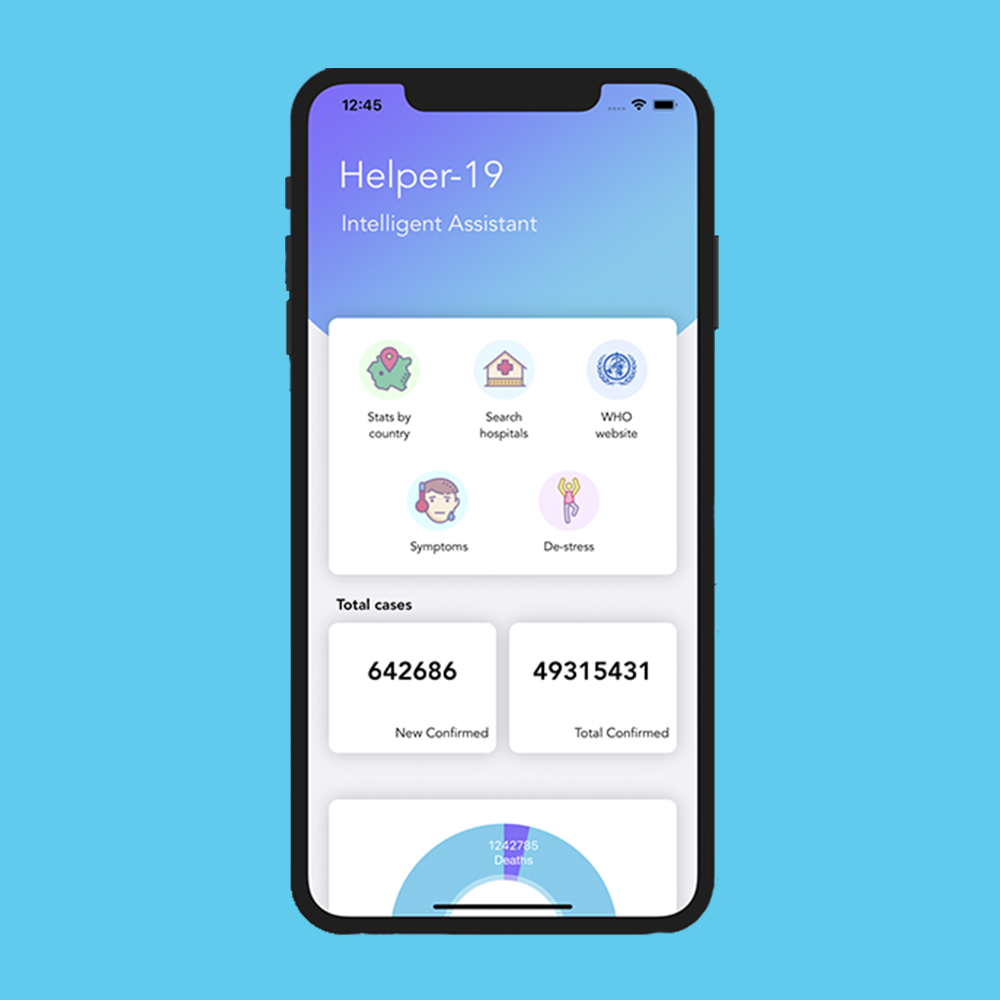 12:45
Helper-19
Intelligent Assistant
Stats by
country
Search
hospitals
WHO
website
Symptoms
De-stress
Total cases
642686
New Confirmed
49315431
Total Confirmed
1242785
Deaths